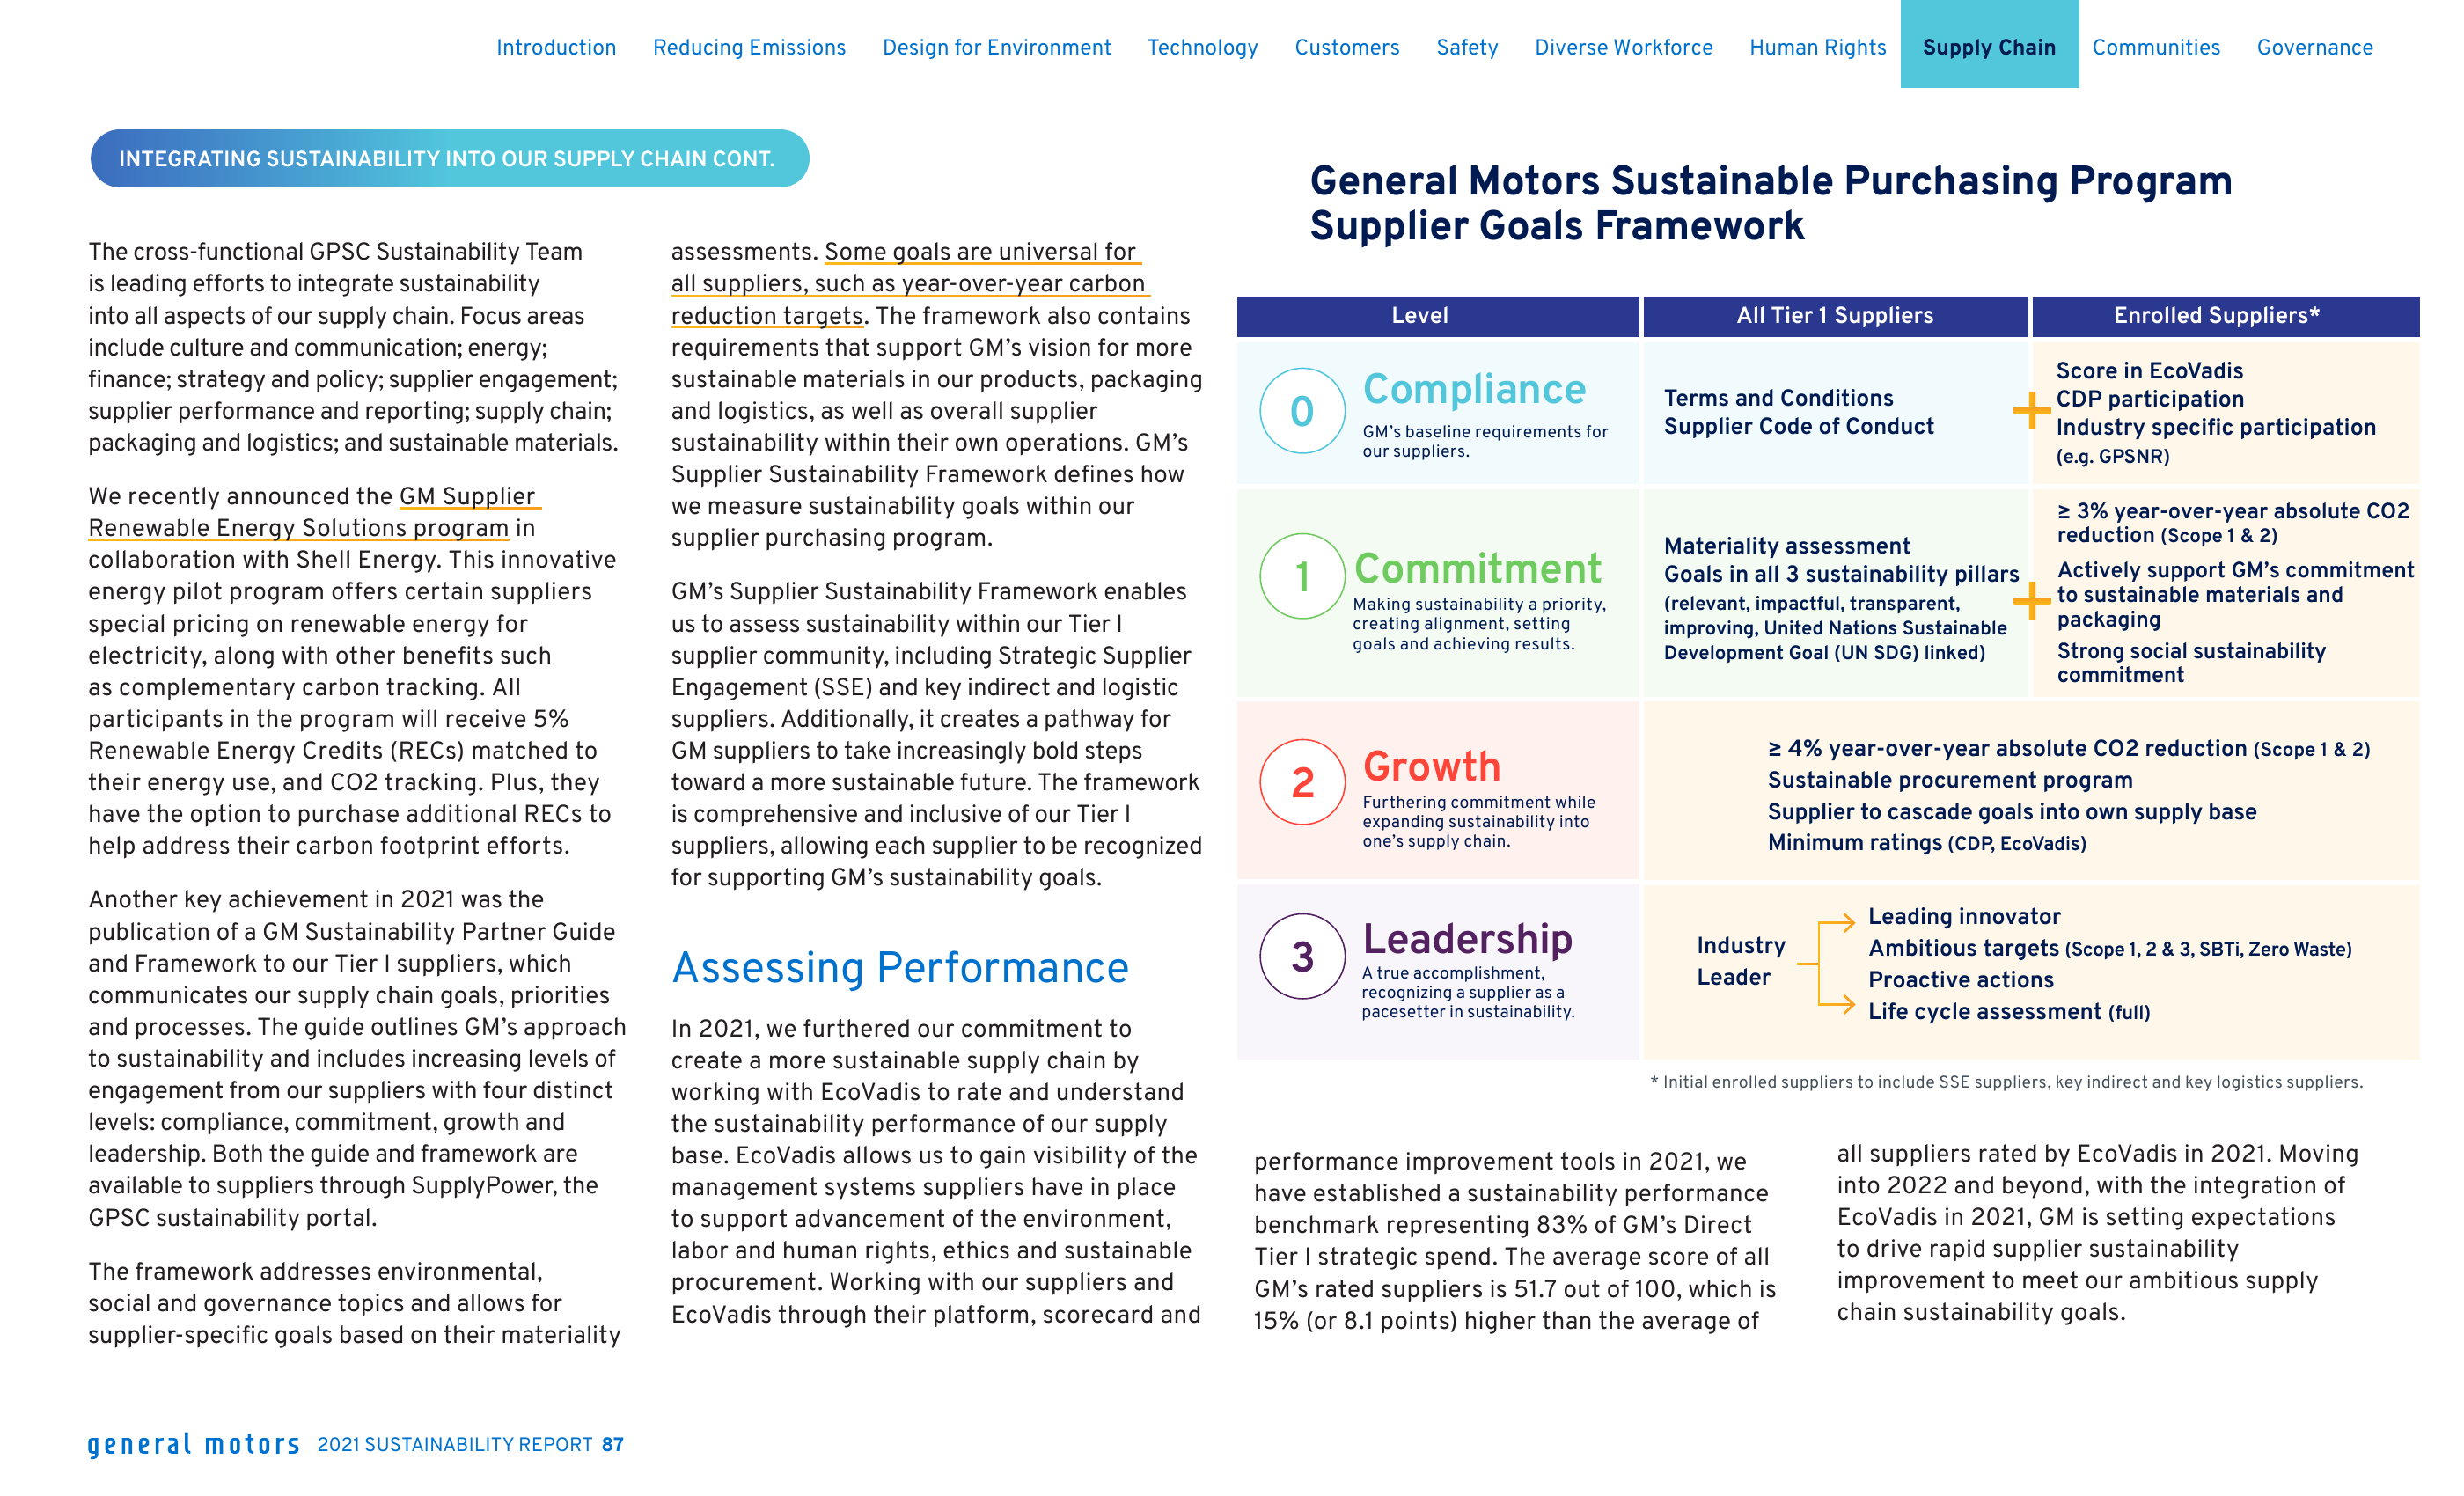 Introduction Reducing Emissions Design for Environment Technology Customers Safety Diverse Workforce Human Rights Supply Chain Communities Governance
INTEGRATING SUSTAINABILITY INTO OUR SUPPLY CHAIN CONT.
The cross-functional GPSC Sustainability Team
is leading efforts to integrate sustainability
into all aspects of our supply chain. Focus areas
include culture and communication; energy;
finance; strategy and policy; supplier engagement;
supplier performance and reporting; supply chain;
packaging and logistics; and sustainable materials.
We recently announced the GM Supplier
Renewable Energy Solutions program in
collaboration with Shell Energy. This innovative
energy pilot program offers certain suppliers
special pricing on renewable energy for
electricity, along with other benefits such
as complementary carbon tracking. All
participants in the program will receive 5%
Renewable Energy Credits (RECs) matched to
their energy use, and CO2 tracking. Plus, they
have the option to purchase additional RECs to
help address their carbon footprint efforts.
Another key achievement in 2021 was the
publication of a GM Sustainability Partner Guide
and Framework to our Tier I suppliers, which
communicates our supply chain goals, priorities
and processes. The guide outlines GM's approach
to sustainability and includes increasing levels of
engagement from our suppliers with four distinct
levels: compliance, commitment, growth and
leadership. Both the guide and framework are
available to suppliers through SupplyPower, the
GPSC sustainability portal.
The framework addresses environmental,
social and governance topics and allows for
supplier-specific goals based on their materiality
assessments. Some goals are universal for
all suppliers, such as year-over-year carbon
reduction targets. The framework also contains
requirements that support GM's vision for more
sustainable materials in our products, packaging
and logistics, as well as overall supplier
sustainability within their own operations. GM's
Supplier Sustainability Framework defines how
we measure sustainability goals within our
supplier purchasing program.
GM's Supplier Sustainability Framework enables
us to assess sustainability within our Tier I
supplier community, including Strategic Supplier
Engagement (SSE) and key indirect and logistic
suppliers. Additionally, it creates a pathway for
GM suppliers to take increasingly bold steps
toward a more sustainable future. The framework
is comprehensive and inclusive of our Tier I
suppliers, allowing each supplier to be recognized
for supporting GM's sustainability goals.
Assessing Performance
In 2021, we furthered our commitment to
create a more sustainable supply chain by
working with EcoVadis to rate and understand
the sustainability performance of our supply
base. EcoVadis allows us to gain visibility of the
management systems suppliers have in place
to support advancement of the environment,
labor and human rights, ethics and sustainable
procurement. Working with our suppliers and
EcoVadis through their platform, scorecard and
General Motors Sustainable Purchasing Program
Supplier Goals Framework
Level All Tier 1 Suppliers Enrolled Suppliers*
0
Compliance
GM's baseline requirements for
our suppliers.
Terms and Conditions
Supplier Code of Conduct
+
Score in EcoVadis
CDP participation
Industry specific participation
(e.g. GPSNR)
1
Commitment
Making sustainability a priority,
creating alignment, setting
goals and achieving results.
Materiality assessment
Goals in all 3 sustainability pillars
(relevant, impactful, transparent,
improving, United Nations Sustainable
Development Goal (UN SDG) linked)
+
≥ 3% year-over-year absolute CO2
reduction (Scope 1 & 2)
Actively support GM's commitment
to sustainable materials and
packaging
Strong social sustainability
commitment
2
Growth
Furthering commitment while
expanding sustainability into
one's supply chain.
≥ 4% year-over-year absolute CO2 reduction (Scope 1 & 2)
Sustainable procurement program
Supplier to cascade goals into own supply base
Minimum ratings (CDP, EcoVadis)
3
Leadership
A true accomplishment,
recognizing a supplier as a
pacesetter in sustainability.
Industry
Leader
Leading innovator
Ambitious targets (Scope 1, 2 & 3, SBTi, Zero Waste)
Proactive actions
Life cycle assessment (full)
* Initial enrolled suppliers to include SSE suppliers, key indirect and key logistics suppliers.
performance improvement tools in 2021, we
have established a sustainability performance
benchmark representing 83% of GM's Direct
Tier I strategic spend. The average score of all
GM's rated suppliers is 51.7 out of 100, which is
15% (or 8.1 points) higher than the average of
all suppliers rated by EcoVadis in 2021. Moving
into 2022 and beyond, with the integration of
EcoVadis in 2021, GM is setting expectations
to drive rapid supplier sustainability
improvement to meet our ambitious supply
chain sustainability goals.
general motors 2021 SUSTAINABILITY REPORT 87